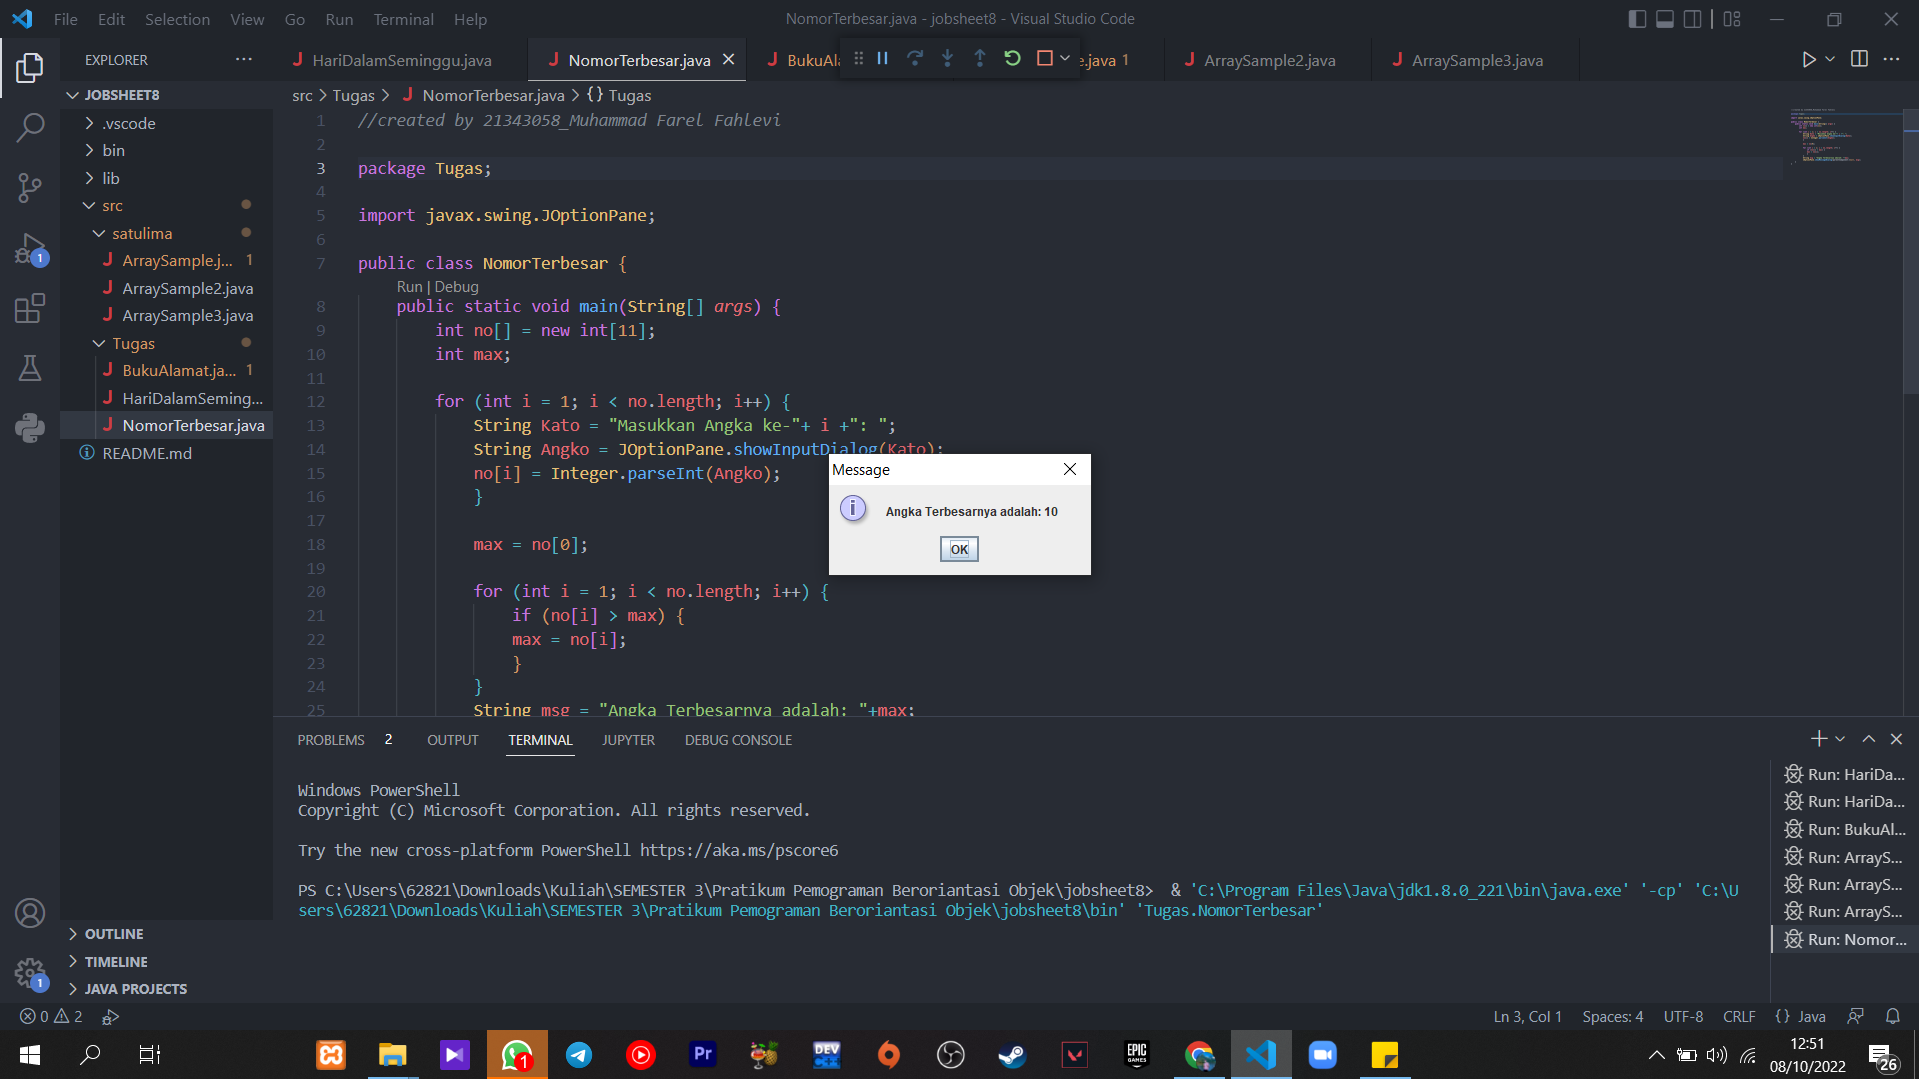 File Edit Selection View Go Run Terminal Help
NomorTerbesar.java - jobsheet8 - Visual Studio Code
EXPLORER
HariDalamSeminggu.java
NomorTerbesar.java
BukuAl
e.java 1
ArraySample2.java
ArraySample3.java
JOBSHEET8
.vscode
bin
lib
src
satulima
ArraySample.j... 1
ArraySample2.java
ArraySample3.java
Tugas
BukuAlamat.ja... 1
HariDalamSeming...
NomorTerbesar.java
README.md
OUTLINE
TIMELINE
JAVA PROJECTS
1
1
src > Tugas > NomorTerbesar.java > {} Tugas
1 //created by 21343058_Muhammad Farel Fahlevi
2
3 package Tugas;
4
5 import javax.swing.JOptionPane;
6
7 public class NomorTerbesar {
Run | Debug
8 public static void main(String[] args) {
9 int no[] = new int[11];
10 int max;
11
12 for (int i = 1; i < no.length; i++) {
13 String Kato = "Masukkan Angka ke-"+ i +": ";
14 String Angko = JOptionPane.showInputDialog(Kato);
15 no[i] = Integer.parseInt(Angko);
16 }
17
18 max = no[0];
19
20 for (int i = 1; i < no.length; i++) {
21 if (no[i] > max) {
22 max = no[i];
23 }
24 }
25 String msg = "Angka Terbesarnya adalah: "+max;
Message
Angka Terbesarnya adalah: 10
OK
PROBLEMS 2 OUTPUT TERMINAL JUPYTER DEBUG CONSOLE
Windows PowerShell
Copyright (C) Microsoft Corporation. All rights reserved.
Try the new cross-platform PowerShell https://aka.ms/pscore6
PS C:\Users\62821\Downloads\Kuliah\SEMESTER 3\Pratikum Pemograman Beroriantasi Objek\jobsheet8> & 'C:\Program Files\Java\jdk1.8.0_221\bin\java.exe' '-cp' 'C:\U
sers\62821\Downloads\Kuliah\SEMESTER 3\Pratikum Pemograman Beroriantasi Objek\jobsheet8\bin' 'Tugas.NomorTerbesar'
Run: HariDa...
Run: HariDa...
Run: BukuAl...
Run: ArrayS...
Run: ArrayS...
Run: ArrayS...
Run: Nomor...
0 2
Ln 3, Col 1 Spaces: 4 UTF-8 CRLF {} Java
1
Pr
DEV C++
EPIC GAMES
12:51
08/10/2022
26